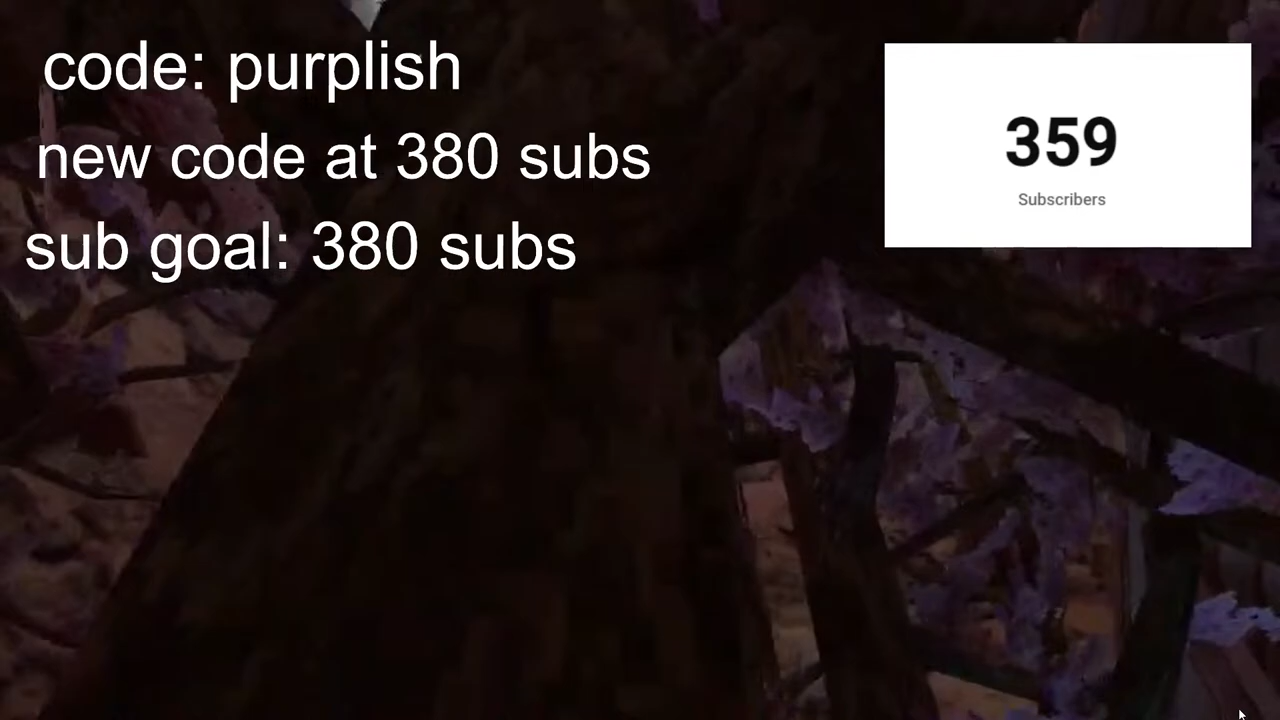 code: purplish
new code at 380 subs
sub goal: 380 subs
359
Subscribers